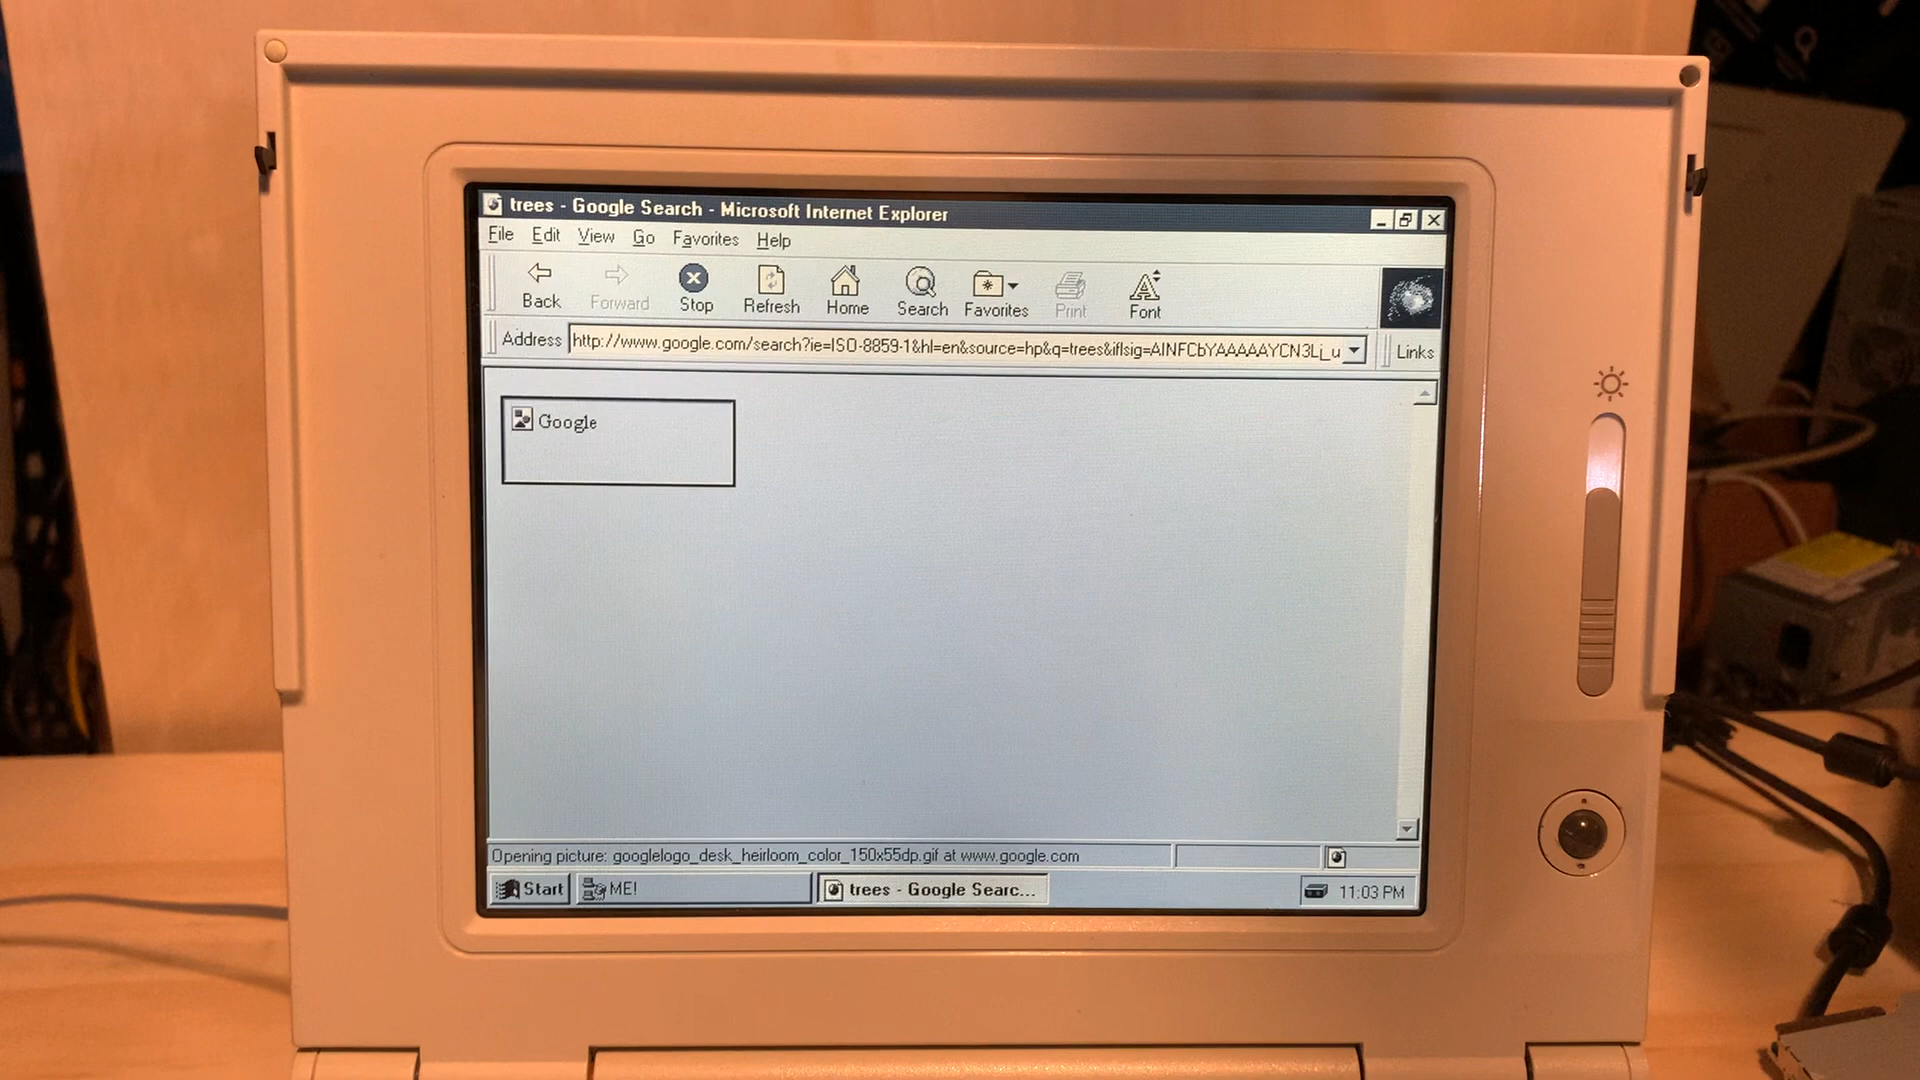 trees - Google Search - Microsoft Internet Explorer
File Edit View Go Favorites Help
Back Forward Stop Refresh Home Search Favorites Print Font
Address http://www.google.com/search?ie=ISO-8859-1&hl=en&source=hp&q=trees&iflsig=AINFCbYAAAAAYCN3Lj_u Links
Google
Opening picture: googlelogo_desk_heirloom_color_150x55dp.gif at www.google.com
Start ME! trees - Google Searc... 11:03 PM